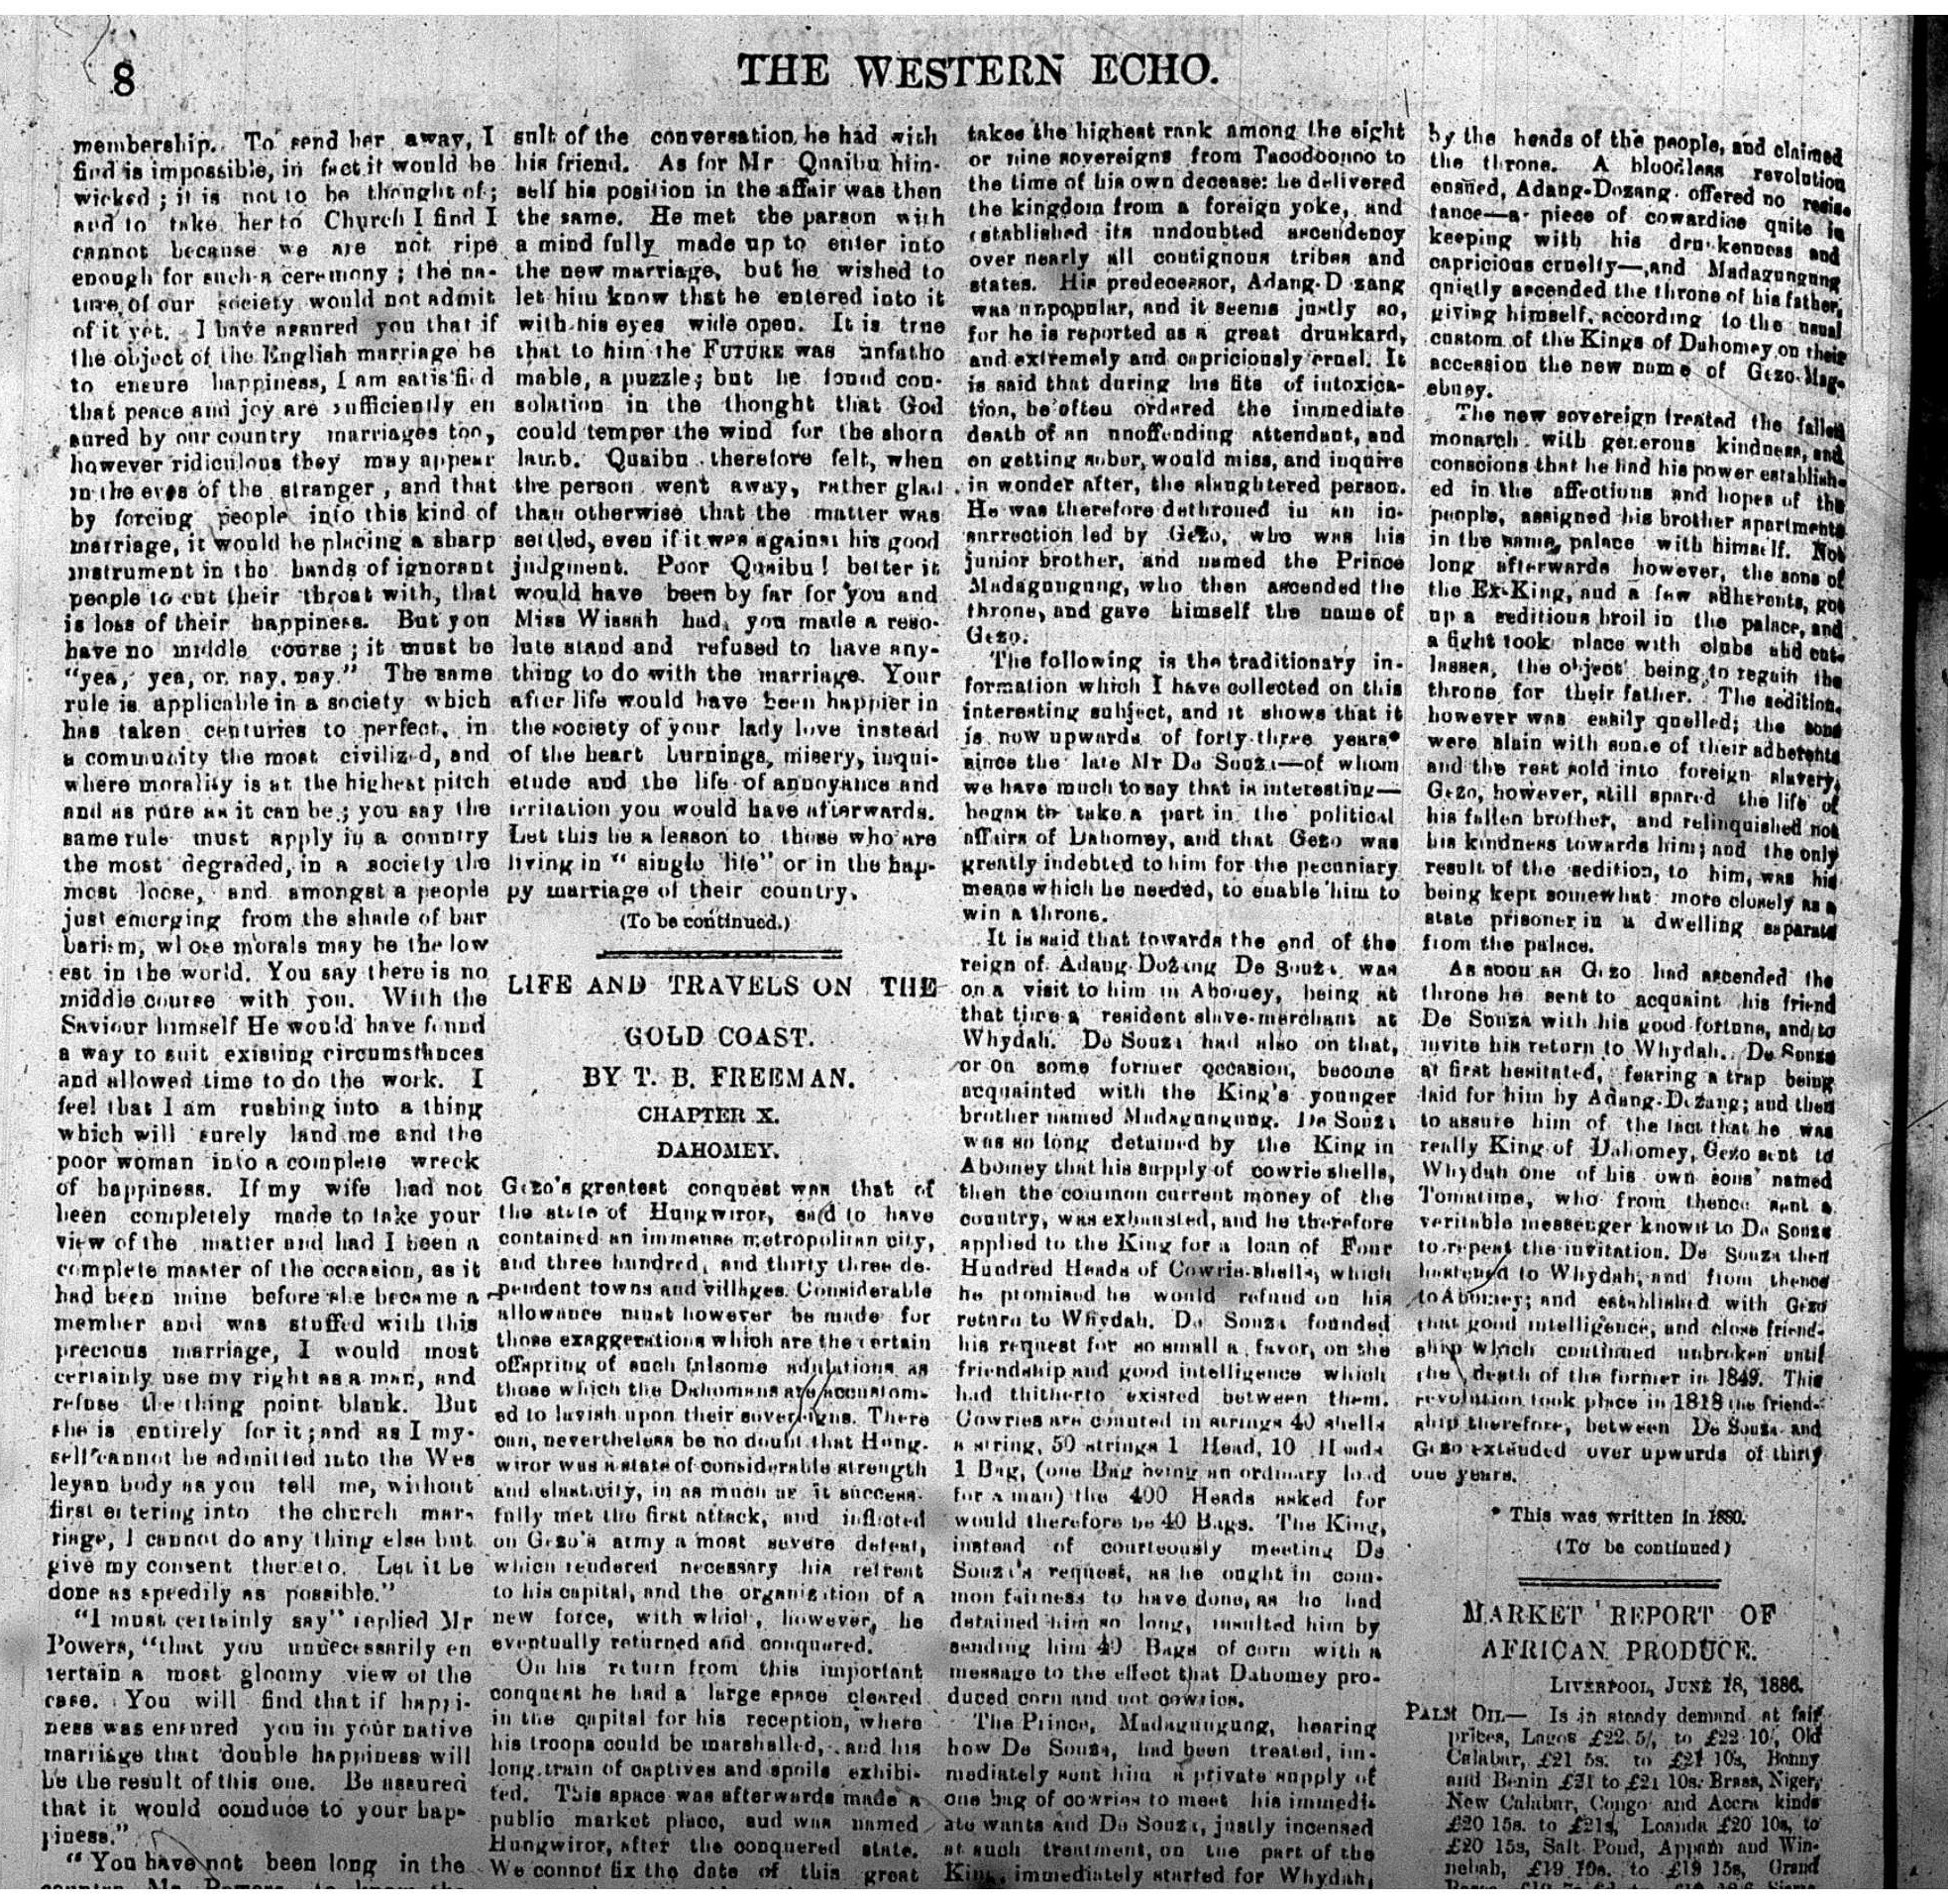 8
THE WESTERN ECHO.
membership. To send her away, I
find is impossible, in fact it would be
wicked; it is not to be thought of;
and to take her to Church I find I
cannot because we are not ripe
enough for such a ceremony; the na-
ture of our society would not admit
of it yet. I have assured you that if
the object of the English marriage be
to ensure happiness, I am satisfied
that peace and joy are sufficiently en
sured by our country marriages too,
however ridiculous they may appear
in the eyes of the stranger, and that
by forcing people into this kind of
marriage, it would be placing a sharp
instrument in the hands of ignorant
people to cut their throat with, that
is loss of their happiness. But you
have no middle course; it must be
"yea, yea, or, nay, nay." The same
rule is applicable in a society which
has taken centuries to perfect, in
a community the most civilized, and
where morality is at the highest pitch
and as pure as it can be; you say the
same rule must apply in a country
the most degraded, in a society the
most loose, and amongst a people
just emerging from the shade of bar
barism, whose morals may be the low
est in the world. You say there is no
middle course with you. With the
Saviour himself He would have found
a way to suit existing circumstances
and allowed time to do the work. I
feel that I am rushing into a thing
which will surely land me and the
poor woman into a complete wreck
of happiness. If my wife had not
been completely made to take your
view of the matter and had I been a
complete master of the occasion, as it
had been mine before she became a
member and was stuffed with this
precious marriage, I would most
certainly use my right as a man, and
refuse the thing point blank. But
she is entirely for it; and as I my-
self cannot be admitted into the Wes
leyan body as you tell me, without
first entering into the church mar-
riage, I cannot do any thing else but
give my consent thereto. Let it be
done as speedily as possible."
"I must certainly say" replied Mr
Powers, "that you unnecessarily en
tertain a most gloomy view of the
case. You will find that if happi-
ness was ensured you in your native
marriage that double happiness will
be the result of this one. Be assured
that it would conduce to your hap-
piness."
"You have not been long in the
country Mr Powers to know the
sult of the conversation he had with
his friend. As for Mr Quaibu him-
self his position in the affair was then
the same. He met the parson with
a mind fully made up to enter into
the new marriage, but he wished to
let him know that he entered into it
with his eyes wide open. It is true
that to him the FUTURE was unfatho
mable, a puzzle; but he found con-
solation in the thought that God
could temper the wind for the shorn
lamb. Quaibu therefore felt, when
the person went away, rather glad
than otherwise that the matter was
settled, even if it was against his good
judgment. Poor Quaibu! better it
would have been by far for you and
Miss Wissah had, you made a reso-
lute stand and refused to have any-
thing to do with the marriage. Your
after life would have been happier in
the society of your lady love instead
of the heart burnings, misery, inqui-
etude and the life of annoyance and
irritation you would have afterwards.
Let this be a lesson to those who are
living in "single life" or in the hap-
py marriage of their country,
(To be continued.)
LIFE AND TRAVELS ON THE
GOLD COAST.
BY T. B. FREEMAN.
CHAPTER X.
DAHOMEY.
Gezo's greatest conquest was that of
the state of Hungwiror, said to have
contained an immense metropolitan city,
and three hundred, and thirty three de-
pendent towns and villages. Considerable
allowance must however be made for
those exaggerations which are the certain
offspring of such fulsome adulations as
those which the Dahomans are accustom-
ed to lavish upon their sovereigns. There
can, nevertheless be no doubt that Hung-
wiror was a state of considerable strength
and elasticity, in as much as it success-
fully met the first attack, and inflicted
on Gezo's army a most severe defeat,
which rendered necessary his retreat
to his capital, and the organization of a
new force, with which, however, he
eventually returned and conquered.
On his return from this important
conquest he had a large space cleared
in the capital for his reception, where
his troops could be marshalled, and his
long train of captives and spoils exhibi-
ted. This space was afterwards made a
public market place, and was named
Hungwiror, after the conquered state.
We cannot fix the date of this great
takes the highest rank among the eight
or nine sovereigns from Tacodoonno to
the time of his own decease: he delivered
the kingdom from a foreign yoke, and
established its undoubted ascendency
over nearly all contignous tribes and
states. His predecessor, Adang-D zang
was unpopular, and it seems justly so,
for he is reported as a great drunkard,
and extremely and capriciously cruel. It
is said that during his fits of intoxica-
tion, he often ordered the immediate
death of an unoffending attendant, and
on getting sober, would miss, and inquire
in wonder after, the slaughtered person.
He was therefore dethroned in an in-
surrection led by Gezo, who was his
junior brother, and named the Prince
Madagungung, who then ascended the
throne, and gave himself the name of
Gezo.
The following is the traditionary in-
formation which I have collected on this
interesting subject, and it shows that it
is now upwards of forty-three years*
since the late Mr De Souza—of whom
we have much to say that is interesting—
began to take a part in the political
affairs of Dahomey, and that Gezo was
greatly indebted to him for the pecuniary
means which he needed, to enable him to
win a throne.
It is said that towards the end of the
reign of Adang-Dozang De Souza was
on a visit to him in Abomey, being at
that time a resident slave-merchant at
Whydah. De Souza had also on that,
or on some former occasion, become
acquainted with the King's younger
brother named Madagungung. De Souza
was so long detained by the King in
Abomey that his supply of cowrie shells,
then the common current money of the
country, was exhausted, and he therefore
applied to the King for a loan of Four
Hundred Heads of Cowrie-shells, which
he promised he would refund on his
return to Whydah. De Souza founded
his request for so small a favor, on the
friendship and good intelligence which
had thitherto existed between them.
Cowries are counted in strings 40 shells
a string, 50 strings 1 Head, 10 Heads
1 Bag, (one Bag being an ordinary load
for a man) the 400 Heads asked for
would therefore be 40 Bags. The King,
instead of courteously meeting De
Souza's request, as he ought in com-
mon fairness to have done, as he had
detained him so long, insulted him by
sending him 40 Bags of corn with a
message to the effect that Dahomey pro-
duced corn and not cowries.
The Prince, Madagungung, hearing
how De Souza, had been treated, im-
mediately sent him a private supply of
one bag of cowries to meet his immedi-
ate wants and De Souza, justly incensed
at such treatment, on the part of the
King, immediately started for Whydah,
by the heads of the people, and claimed
the throne. A bloodless revolution
ensued, Adang-Dozang offered no resis-
tance—a piece of cowardice quite in
keeping with his drunkenness and
capricious cruelty—,and Madagungung
quietly ascended the throne of his father,
giving himself, according to the usual
custom of the Kings of Dahomey on their
accession the new name of Gezo-Mag-
ebuey.
The new sovereign treated the fallen
monarch with generous kindness, and
conscious that he had his power establish-
ed in the affections and hopes of the
people, assigned his brother apartments
in the same palace with himself. Not
long afterwards however, the sons of
the Ex-King, and a few adherents, got
up a seditious broil in the palace, and
a fight took place with clubs and cut-
lasses, the object being to regain the
throne for their father. The sedition,
however was easily quelled; the sons
were slain with some of their adherents
and the rest sold into foreign slavery,
Gezo, however, still spared the life of
his fallen brother, and relinquished not
his kindness towards him; and the only
result of the sedition, to him, was his
being kept somewhat more closely as a
state prisoner in a dwelling separate
from the palace.
As soon as Gezo had ascended the
throne he sent to acquaint his friend
De Souza with his good fortune, and to
invite his return to Whydah. De Souza
at first hesitated, fearing a trap being
laid for him by Adang-Dozang; and then
to assure him of the fact that he was
really King of Dahomey, Gezo sent to
Whydah one of his own sons' named
Tomatime, who from thence sent a
veritable messenger known to De Souza
to repeat the invitation. De Souza then
hastened to Whydah, and from thence
to Abomey; and established with Gezo
that good intelligence, and close friend-
ship which continued unbroken until
the death of the former in 1849. This
revolution took place in 1818 the friend-
ship therefore, between De Souza and
Gezo extended over upwards of thirty
one years.
* This was written in 1880.
(To be continued)
MARKET REPORT OF
AFRICAN PRODUCE.
LIVERPOOL, JUNE 18, 1886.
PALM OIL— Is in steady demand at fair
prices, Lagos £22 5/, to £22 10/, Old
Calabar, £21 5s. to £21 10s, Bonny
and Benin £21 to £21 10s. Brass, Niger,
New Calabar, Congo and Accra kinds
£20 15s. to £21s, Loanda £20 10s, to
£20 15s, Salt Pond, Appam and Win-
nebah, £19 10s. to £19 15s, Grand